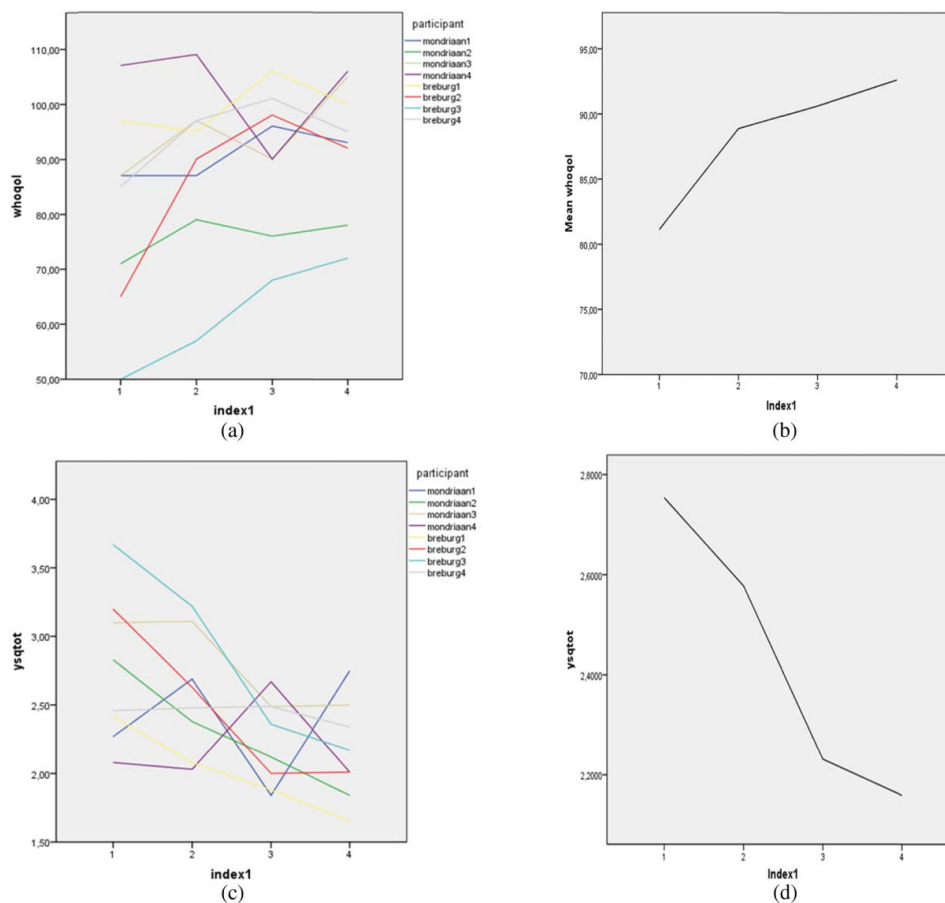 participant
mondriaan1
mondriaan2
mondriaan3
mondriaan4
breburg1
breburg2
breburg3
breburg4
110,00
100,00
90,00
80,00
70,00
60,00
50,00
whoqol
1 2 3 4
index1
(a)
95,00
90,00
85,00
80,00
75,00
70,00
Mean whoqol
1 2 3 4
Index1
(b)
participant
mondriaan1
mondriaan2
mondriaan3
mondriaan4
breburg1
breburg2
breburg3
breburg4
4,00
3,50
3,00
2,50
2,00
1,50
ysqtot
1 2 3 4
index1
(c)
2,8000
2,6000
2,4000
2,2000
ysqtot
1 2 3 4
Index1
(d)